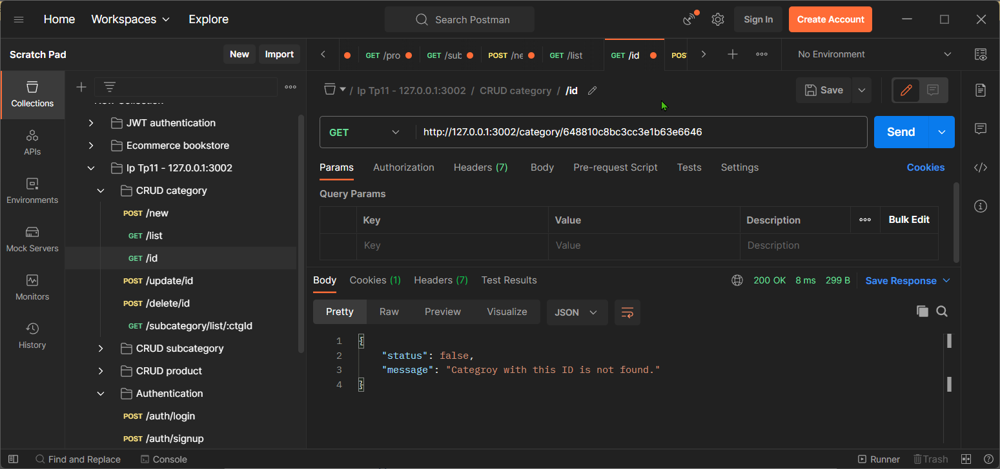 Home Workspaces Explore Search Postman Sign In Create Account
Scratch Pad New Import GET /pro GET /sub POST /ne GET /list GET /id POS No Environment
Collections
APIs
Environments
Mock Servers
Monitors
History
New Collection
JWT authentication
Ecommerce bookstore
Ip Tp11 - 127.0.0.1:3002
CRUD category
POST /new
GET /list
GET /id
POST /update/id
POST /delete/id
GET /subcategory/list/:ctgId
CRUD subcategory
CRUD product
Authentication
POST /auth/login
POST /auth/signup
/ Ip Tp11 - 127.0.0.1:3002 / CRUD category / /id Save
GET http://127.0.0.1:3002/category/648810c8bc3cc3e1b63e6646 Send
Params Authorization Headers (7) Body Pre-request Script Tests Settings Cookies
Query Params
Key Value Description Bulk Edit
Key Value Description
Body Cookies (1) Headers (7) Test Results 200 OK 8 ms 299 B Save Response
Pretty Raw Preview Visualize JSON
1 {
2 "status": false,
3 "message": "Categroy with this ID is not found."
4 }
Find and Replace Console Runner Trash